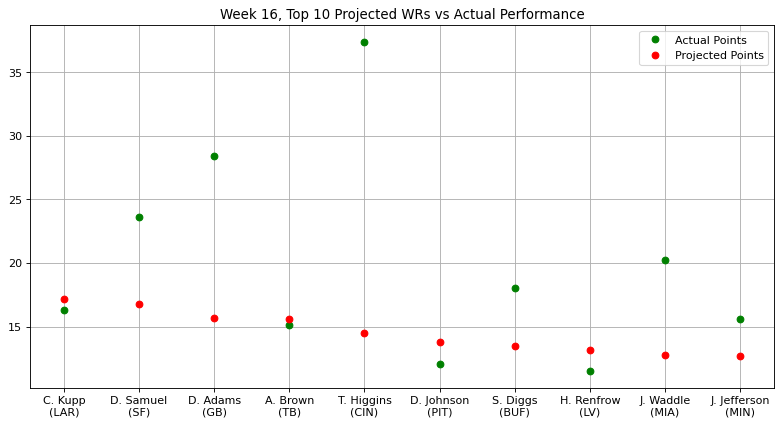 Week 16, Top 10 Projected WRs vs Actual Performance
Actual Points
Projected Points
35
30
25
20
15
C. Kupp D. Samuel D. Adams A. Brown T. Higgins D. Johnson S. Diggs H. Renfrow J. Waddle J. Jefferson
(LAR) (SF) (GB) (TB) (CIN) (PIT) (BUF) (LV) (MIA) (MIN)